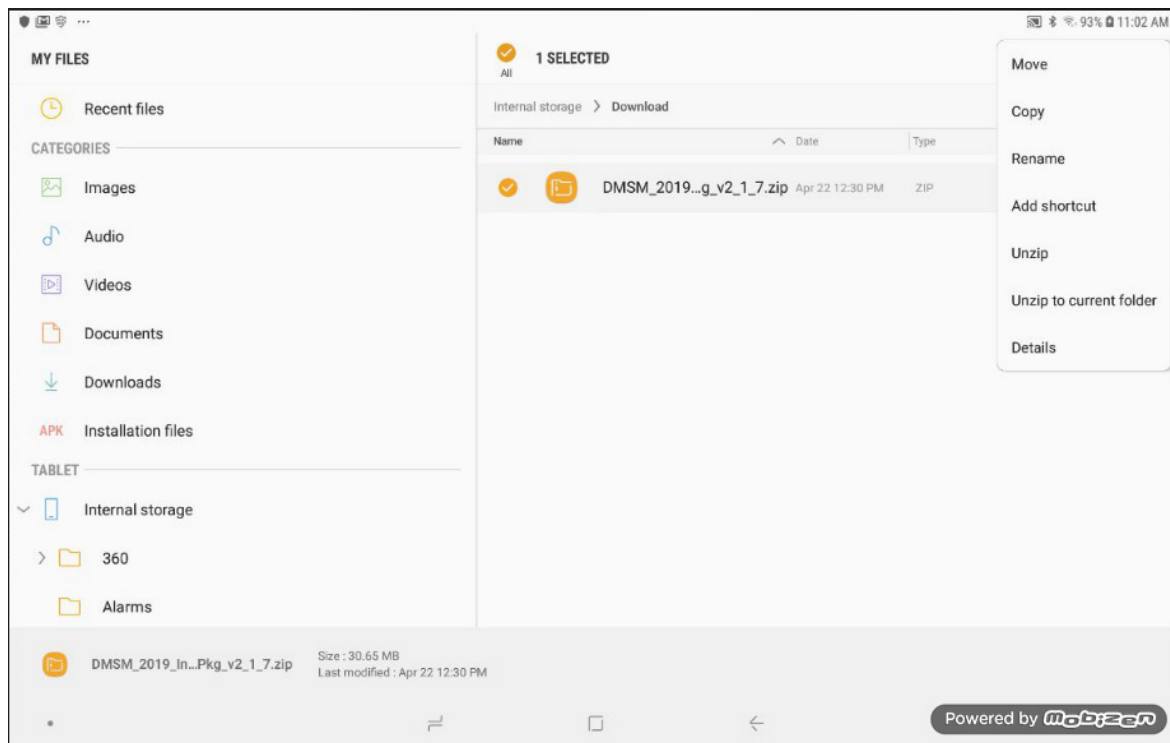 93% 11:02 AM
MY FILES
Recent files
CATEGORIES
Images
Audio
Videos
Documents
Downloads
APK Installation files
TABLET
Internal storage
360
Alarms
All
1 SELECTED
Internal storage > Download
Name Date Type
DMSM_2019...g_v2_1_7.zip Apr 22 12:30 PM ZIP
Move
Copy
Rename
Add shortcut
Unzip
Unzip to current folder
Details
DMSM_2019_In...Pkg_v2_1_7.zip
Size : 30.65 MB
Last modified : Apr 22 12:30 PM
Powered by mobizen